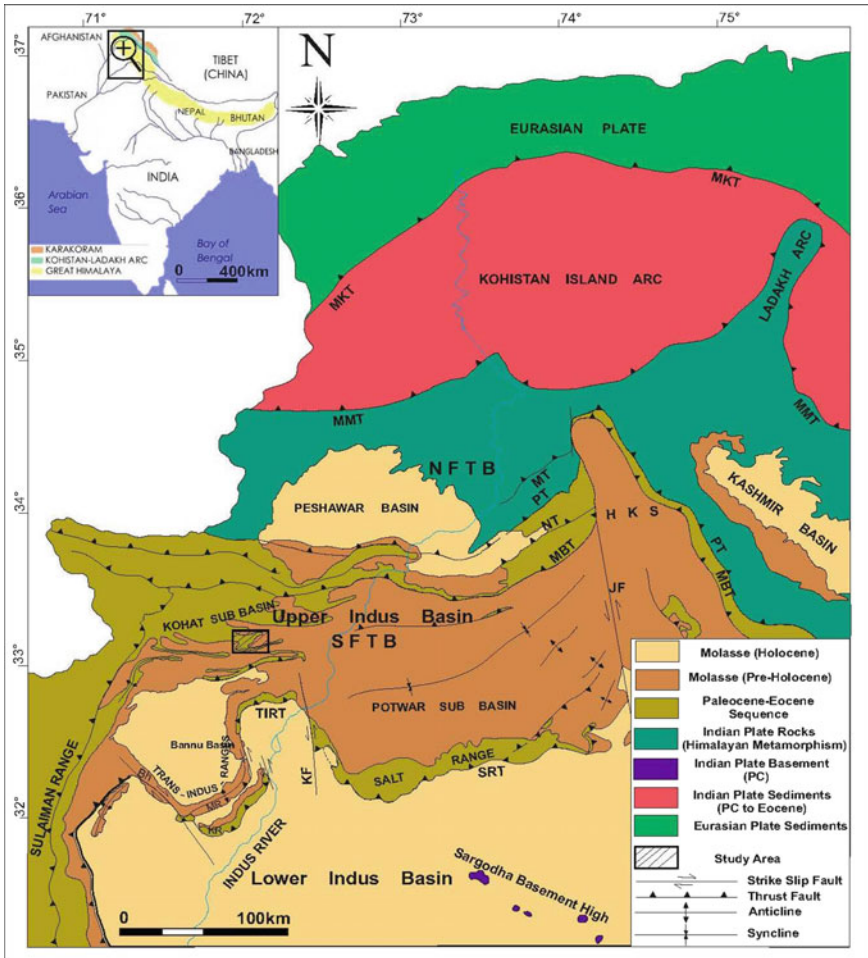 71°
72°
73°
74°
75°
37°
36°
35°
34°
33°
32°
AFGHANISTAN
TIBET
(CHINA)
PAKISTAN
NEPAL
BHUTAN
BANGLADESH
INDIA
Arabian
Sea
Bay of
Bengal
KARAKORAM
KOHISTAN-LADAKH ARC
GREAT HIMALAYA
0 400km
N
EURASIAN PLATE
MKT
KOHISTAN ISLAND ARC
LADAKH ARC
MKT
MMT
MMT
NFTB
MT
PT
PESHAWAR BASIN
NT
MBT
HKS
KASHMIR
BASIN
PT
MBT
JF
KOHAT SUB BASIN
Upper Indus Basin
SFTB
POTWAR SUB BASIN
TIRT
Bannu Basin
TRANS-INDUS RANGES
KF
SALT RANGE
SRT
MR
KR
SULAIMAN RANGE
INDUS RIVER
Lower Indus Basin
Sargodha Basement High
0 100km
Molasse (Holocene)
Molasse (Pre-Holocene)
Paleocene-Eocene
Sequence
Indian Plate Rocks
(Himalayan Metamorphism)
Indian Plate Basement
(PC)
Indian Plate Sediments
(PC to Eocene)
Eurasian Plate Sediments
Study Area
Strike Slip Fault
Thrust Fault
Anticline
Syncline